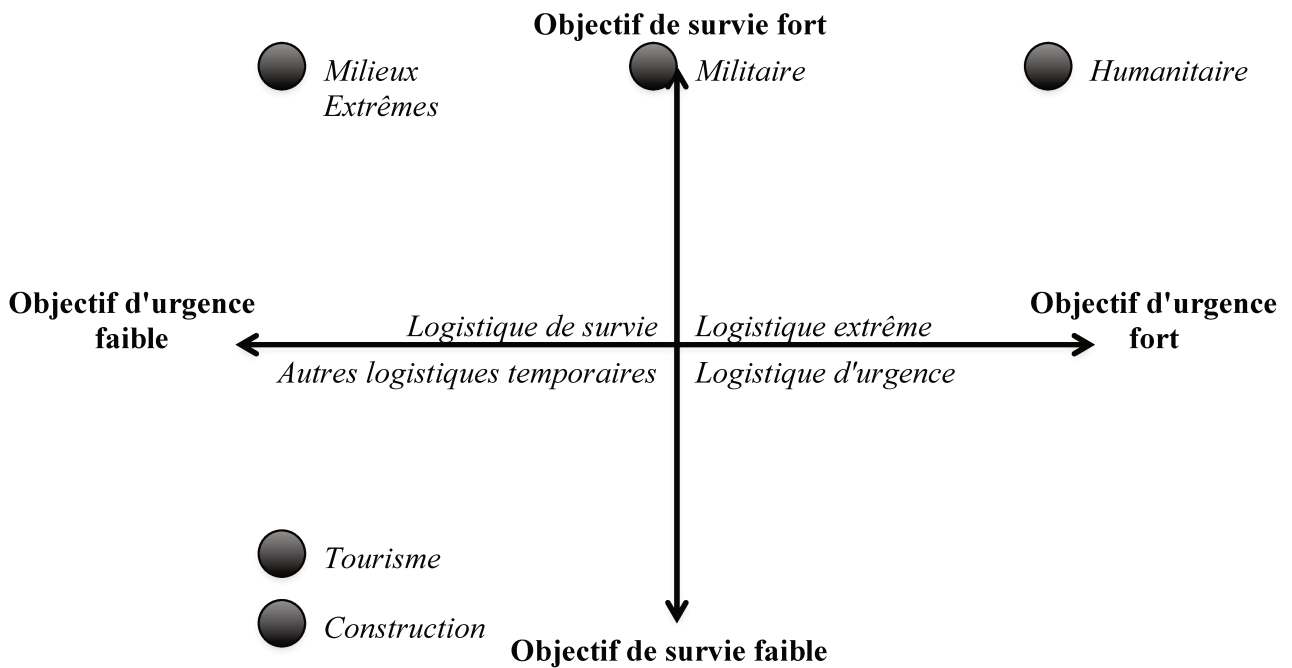 Objectif de survie fort
Milieux
Extrêmes
Militaire
Humanitaire
Objectif d'urgence
faible
Objectif d'urgence
fort
Logistique de survie
Logistique extrême
Autres logistiques temporaires
Logistique d'urgence
Tourisme
Construction
Objectif de survie faible